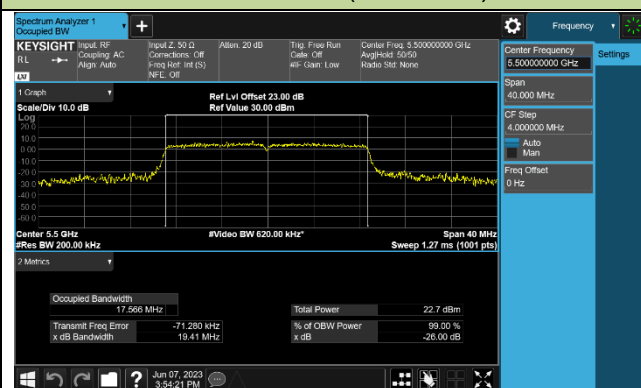 Spectrum Analyzer 1
Occupied BW
Frequency
KEYSIGHT
Input: RF
Input Z: 50 Ω
Atten: 20 dB
Trig: Free Run
Center Freq: 5.500000000 GHz
RL
Coupling: AC
Corrections: Off
Gate: Off
Avg|Hold: 50/50
Align: Auto
Freq Ref: Int (S)
#IF Gain: Low
Radio Std: None
NFE: Off
Center Frequency
5.500000000 GHz
Settings
Span
40.000 MHz
CF Step
4.000000 MHz
Auto
Man
Freq Offset
0 Hz
1 Graph
Ref Lvl Offset 23.00 dB
Scale/Div 10.0 dB
Ref Value 30.00 dBm
Log
20.0
10.0
0.00
-10.0
-20.0
-30.0
-40.0
-50.0
-60.0
Center 5.5 GHz
#Video BW 620.00 kHz*
Span 40 MHz
#Res BW 200.00 kHz
Sweep 1.27 ms (1001 pts)
2 Metrics
Occupied Bandwidth
17.566 MHz
Total Power
22.7 dBm
Transmit Freq Error
-71.280 kHz
% of OBW Power
99.00 %
x dB Bandwidth
19.41 MHz
x dB
-26.00 dB
?
Jun 07, 2023
3:54:21 PM